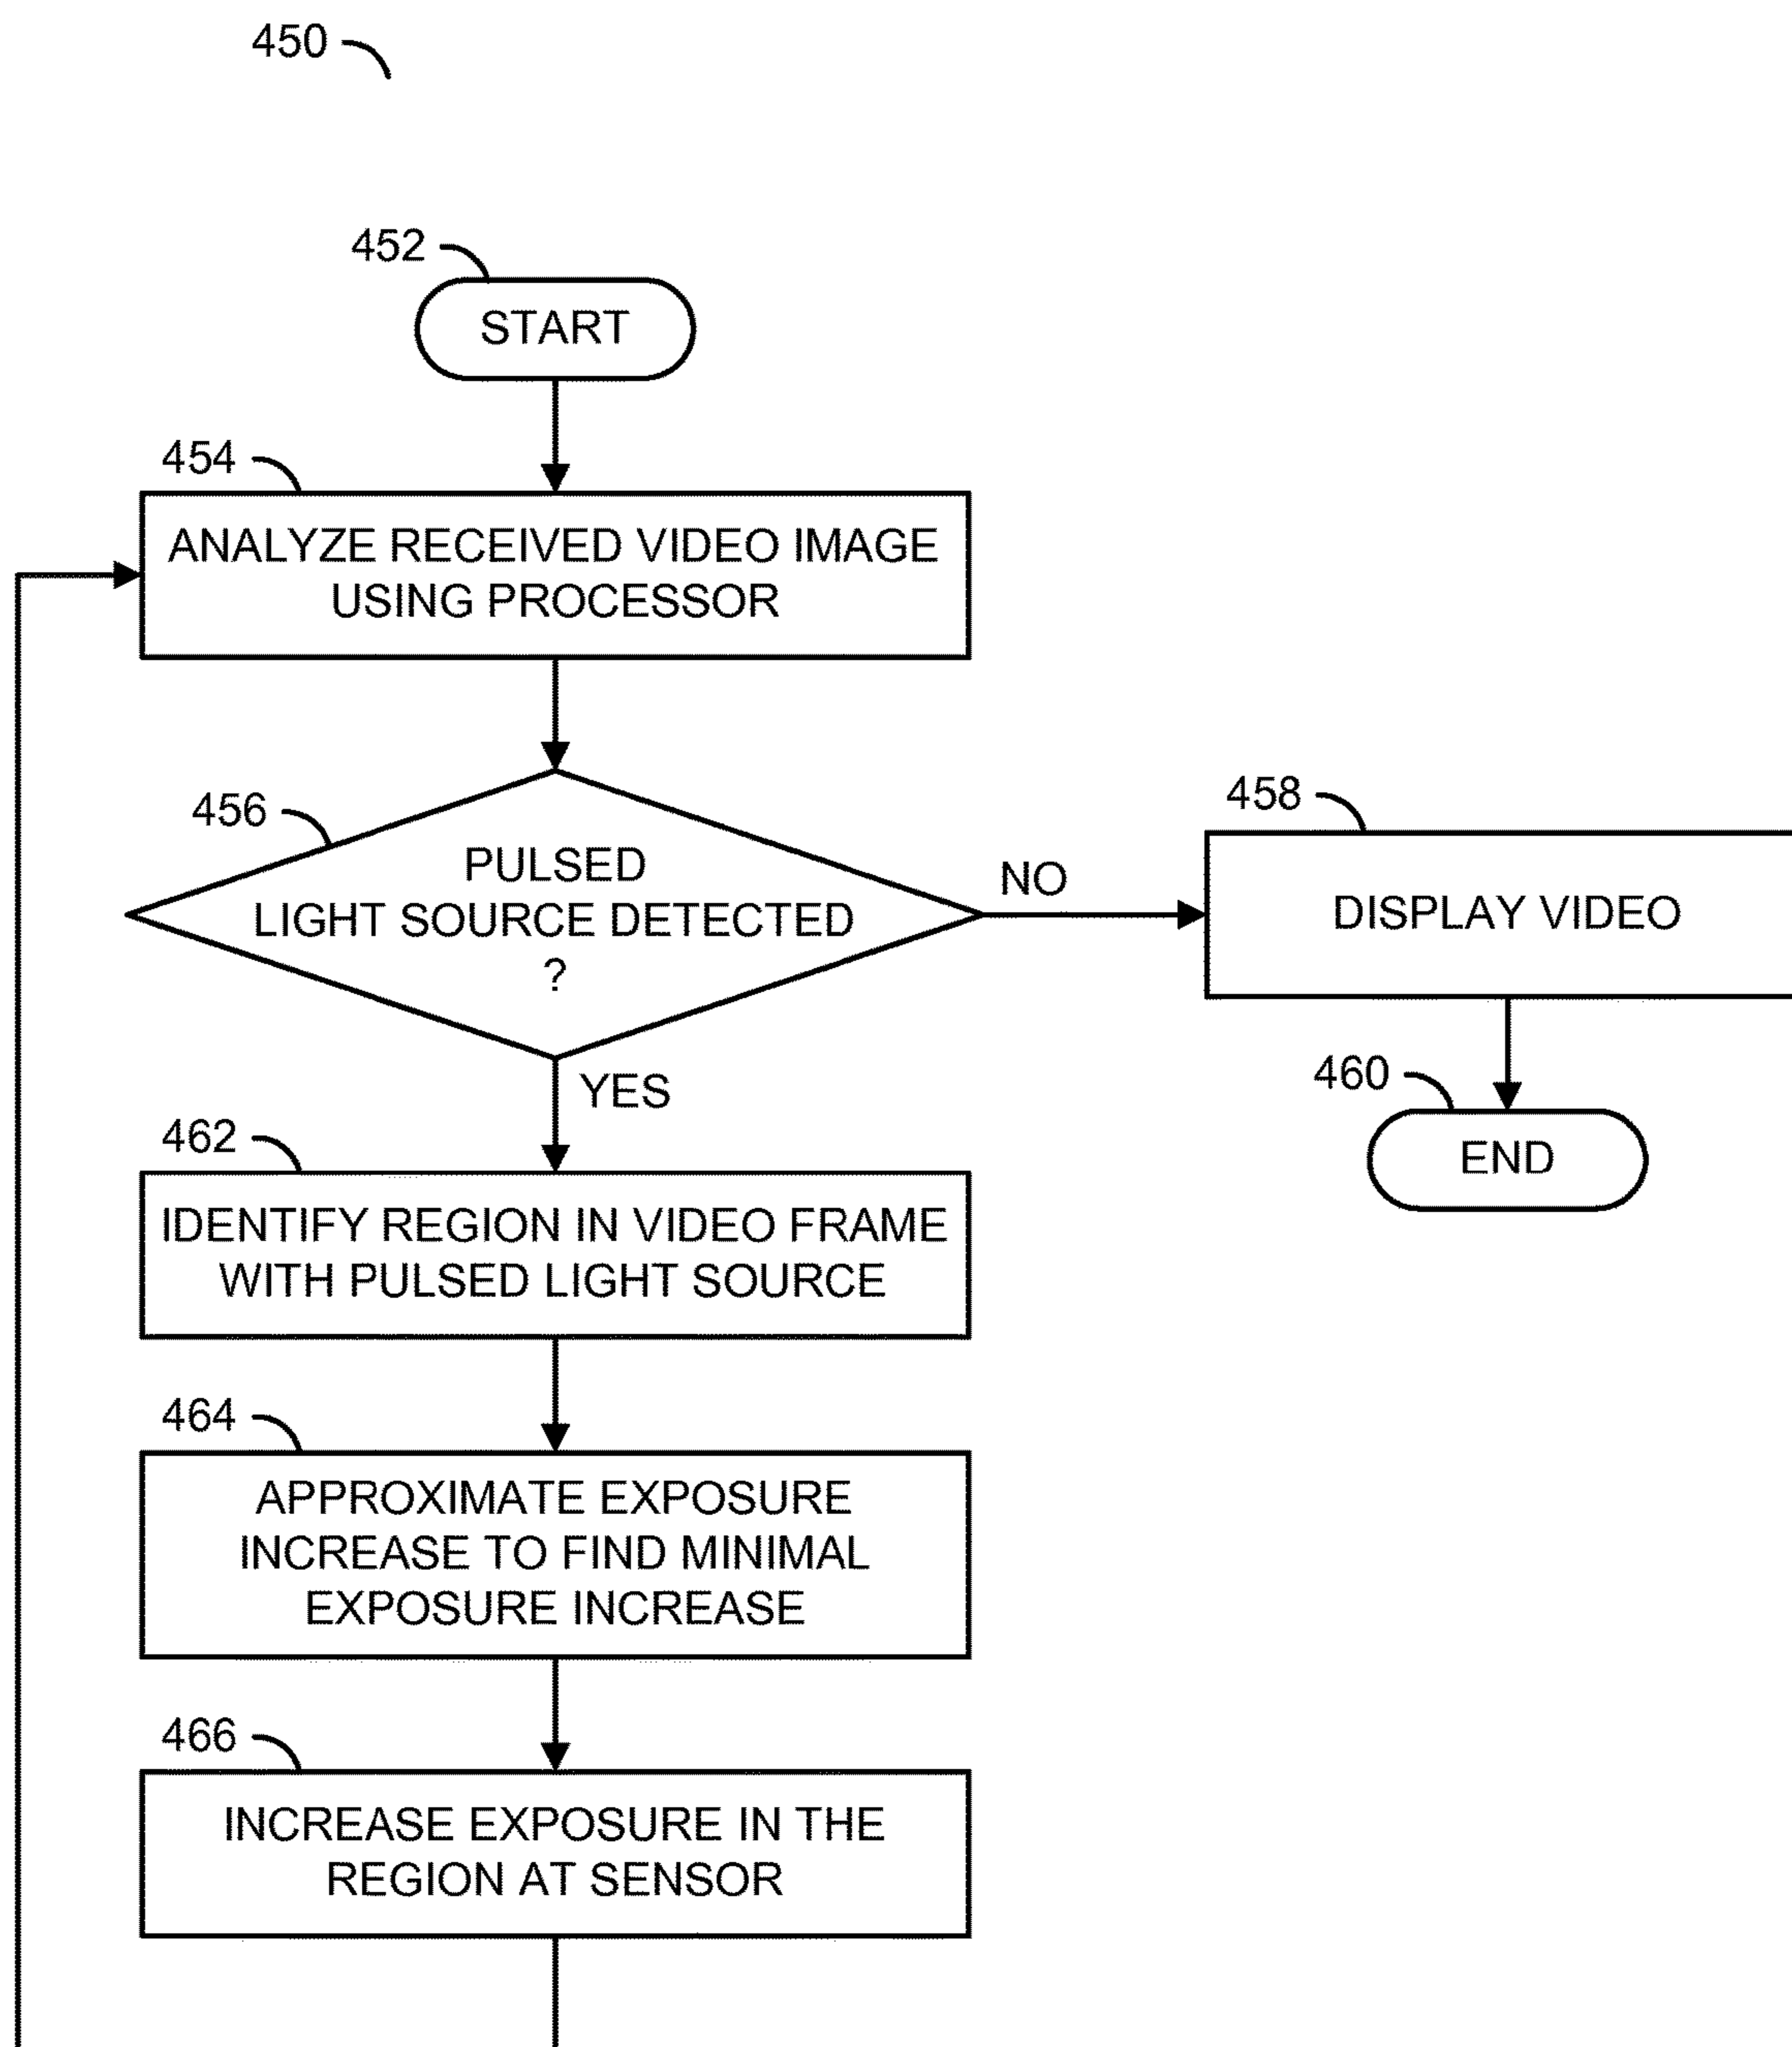 450
452
START
454
ANALYZE RECEIVED VIDEO IMAGE
USING PROCESSOR
456
PULSED
LIGHT SOURCE DETECTED
?
NO
458
DISPLAY VIDEO
460
END
YES
462
IDENTIFY REGION IN VIDEO FRAME
WITH PULSED LIGHT SOURCE
464
APPROXIMATE EXPOSURE
INCREASE TO FIND MINIMAL
EXPOSURE INCREASE
466
INCREASE EXPOSURE IN THE
REGION AT SENSOR